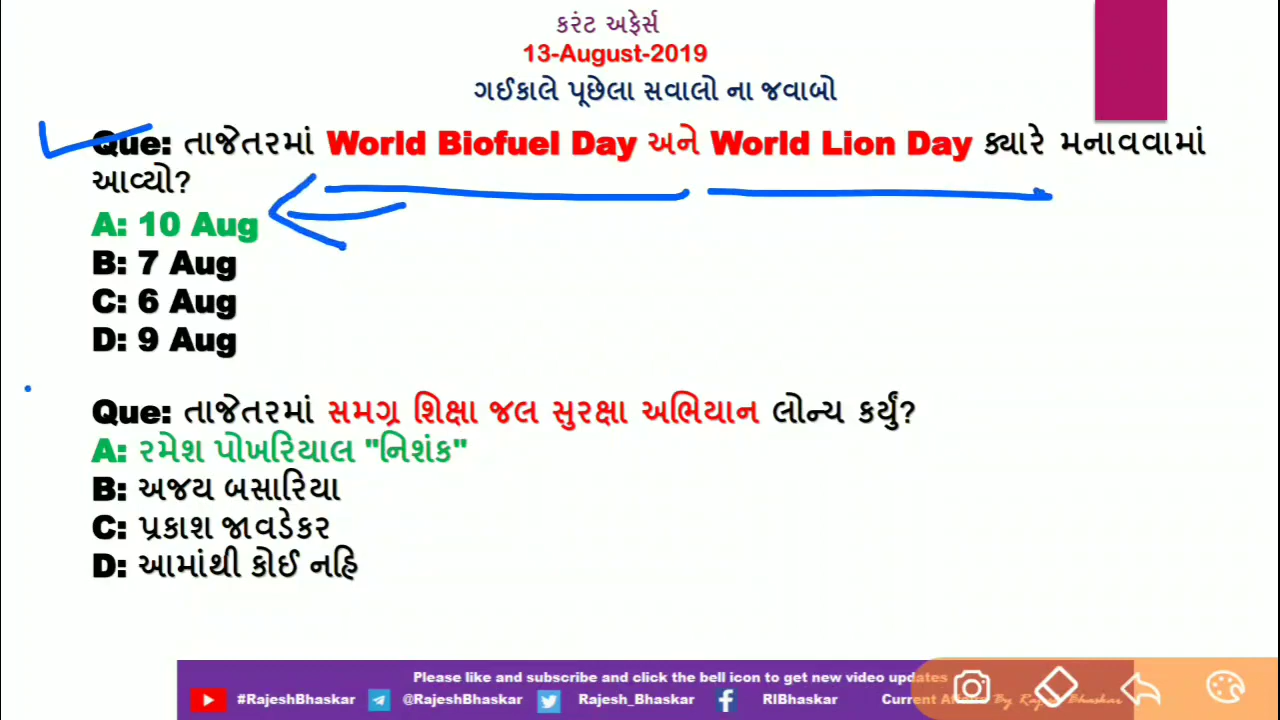 કરંટ અફેર્સ
13-August-2019
ગઈકાલે પૂછેલા સવાલો ના જવાબો
Que: તાજેતરમાં World Biofuel Day અને World Lion Day ક્યારે મનાવવામાં
આવ્યો?
A: 10 Aug
B: 7 Aug
C: 6 Aug
D: 9 Aug
Que: તાજેતરમાં સમગ્ર શિક્ષા જલ સુરક્ષા અભિયાન લોન્ચ કર્યું?
A: રમેશ પોખરિયાલ "નિશંક"
B: અજય બસારિયા
C: પ્રકાશ જાવડેકર
D: આમાંથી કોઈ નહિ
Please like and subscribe and click the bell icon to get new video updates
#RajeshBhaskar @RajeshBhaskar Rajesh_Bhaskar RIBhaskar Current By Bhaskar